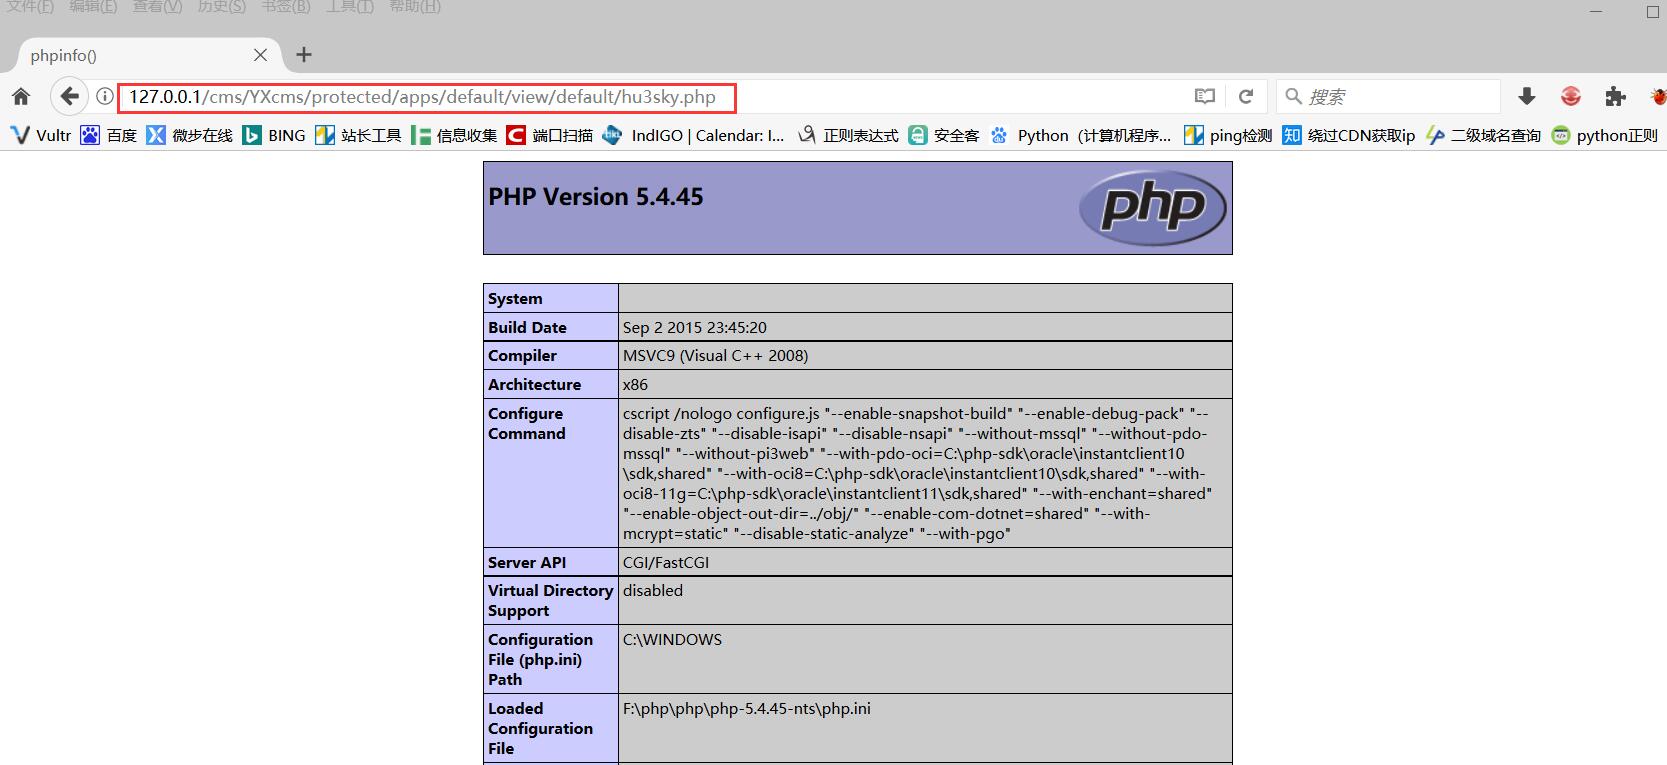 文件(F) 编辑(E) 查看(V) 历史(S) 书签(B) 工具(T) 帮助(H)
phpinfo()
127.0.0.1/cms/YXcms/protected/apps/default/view/default/hu3sky.php
搜索
Vultr 百度 微步在线 BING 站长工具 信息收集 端口扫描 IndIGO | Calendar: I... 正则表达式 安全客 Python（计算机程序... ping检测 知 绕过CDN获取ip 二级域名查询 python正则
PHP Version 5.4.45
php
System
Build Date Sep 2 2015 23:45:20
Compiler MSVC9 (Visual C++ 2008)
Architecture x86
Configure
Command
cscript /nologo configure.js "--enable-snapshot-build" "--enable-debug-pack" "--
disable-zts" "--disable-isapi" "--disable-nsapi" "--without-mssql" "--without-pdo-
mssql" "--without-pi3web" "--with-pdo-oci=C:\php-sdk\oracle\instantclient10
\sdk,shared" "--with-oci8=C:\php-sdk\oracle\instantclient10\sdk,shared" "--with-
oci8-11g=C:\php-sdk\oracle\instantclient11\sdk,shared" "--with-enchant=shared"
"--enable-object-out-dir=../obj/" "--enable-com-dotnet=shared" "--with-
mcrypt=static" "--disable-static-analyze" "--with-pgo"
Server API CGI/FastCGI
Virtual Directory
Support
disabled
Configuration
File (php.ini)
Path
C:\WINDOWS
Loaded
Configuration
File
F:\php\php\php-5.4.45-nts\php.ini